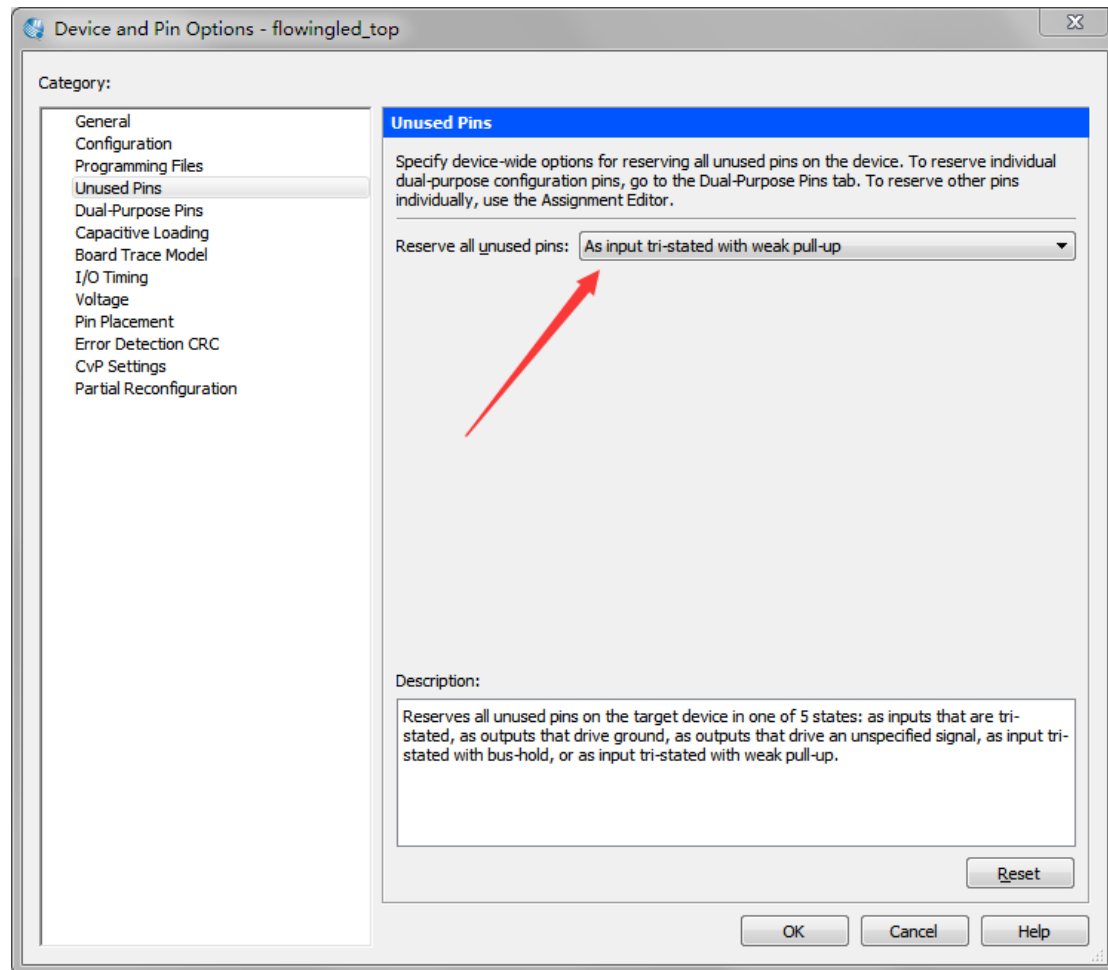 Device and Pin Options - flowingled_top
Category:
General
Configuration
Programming Files
Unused Pins
Dual-Purpose Pins
Capacitive Loading
Board Trace Model
I/O Timing
Voltage
Pin Placement
Error Detection CRC
CvP Settings
Partial Reconfiguration
Unused Pins
Specify device-wide options for reserving all unused pins on the device. To reserve individual
dual-purpose configuration pins, go to the Dual-Purpose Pins tab. To reserve other pins
individually, use the Assignment Editor.
Reserve all unused pins: As input tri-stated with weak pull-up
Description:
Reserves all unused pins on the target device in one of 5 states: as inputs that are tri-
stated, as outputs that drive ground, as outputs that drive an unspecified signal, as input tri-
stated with bus-hold, or as input tri-stated with weak pull-up.
Reset
OK Cancel Help